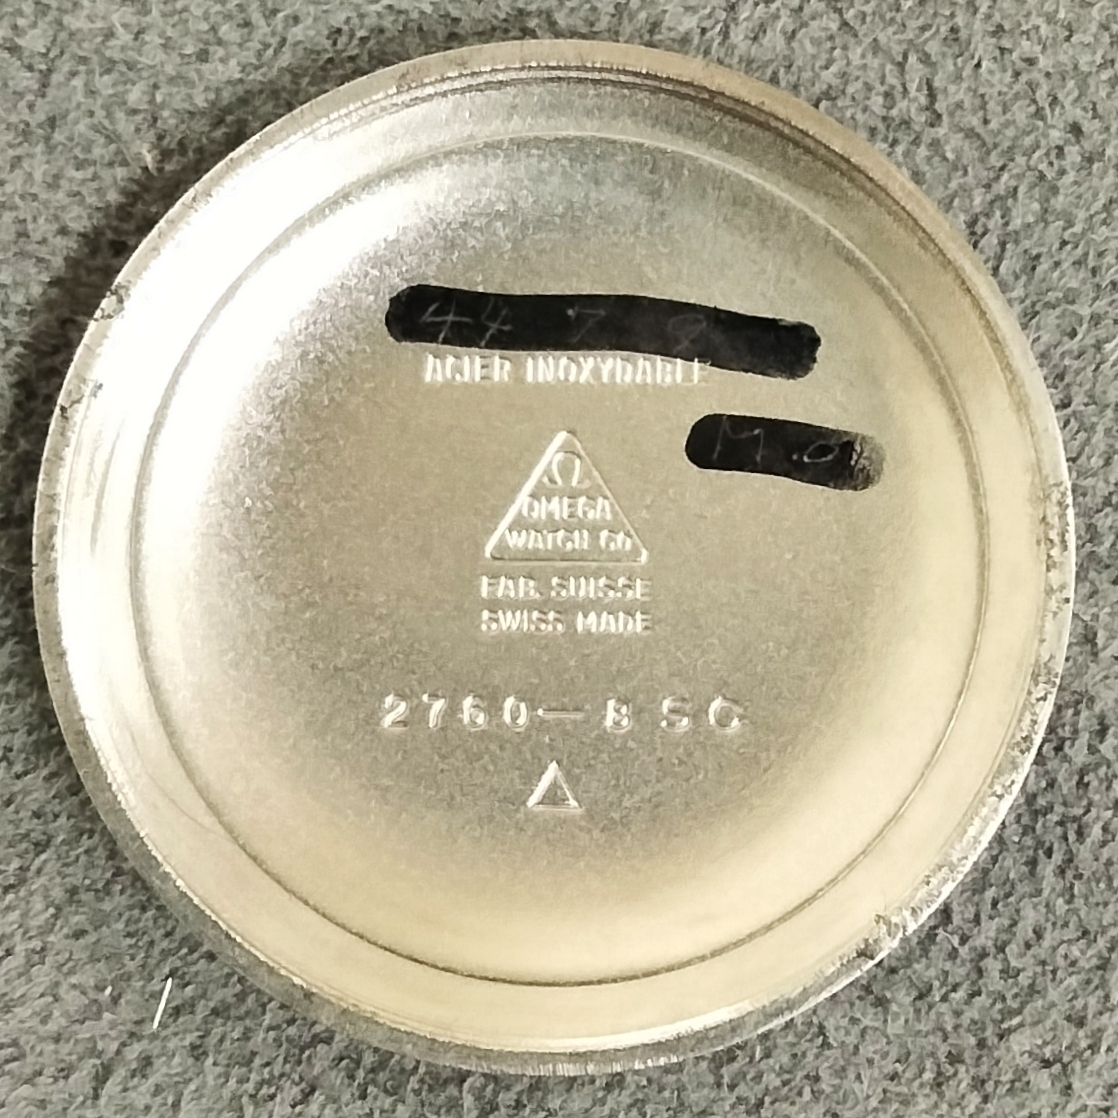 ACIER INOXYDABLE
Ω
OMEGA
WATCH Co
FAB. SUISSE
SWISS MADE
2760—8 SC